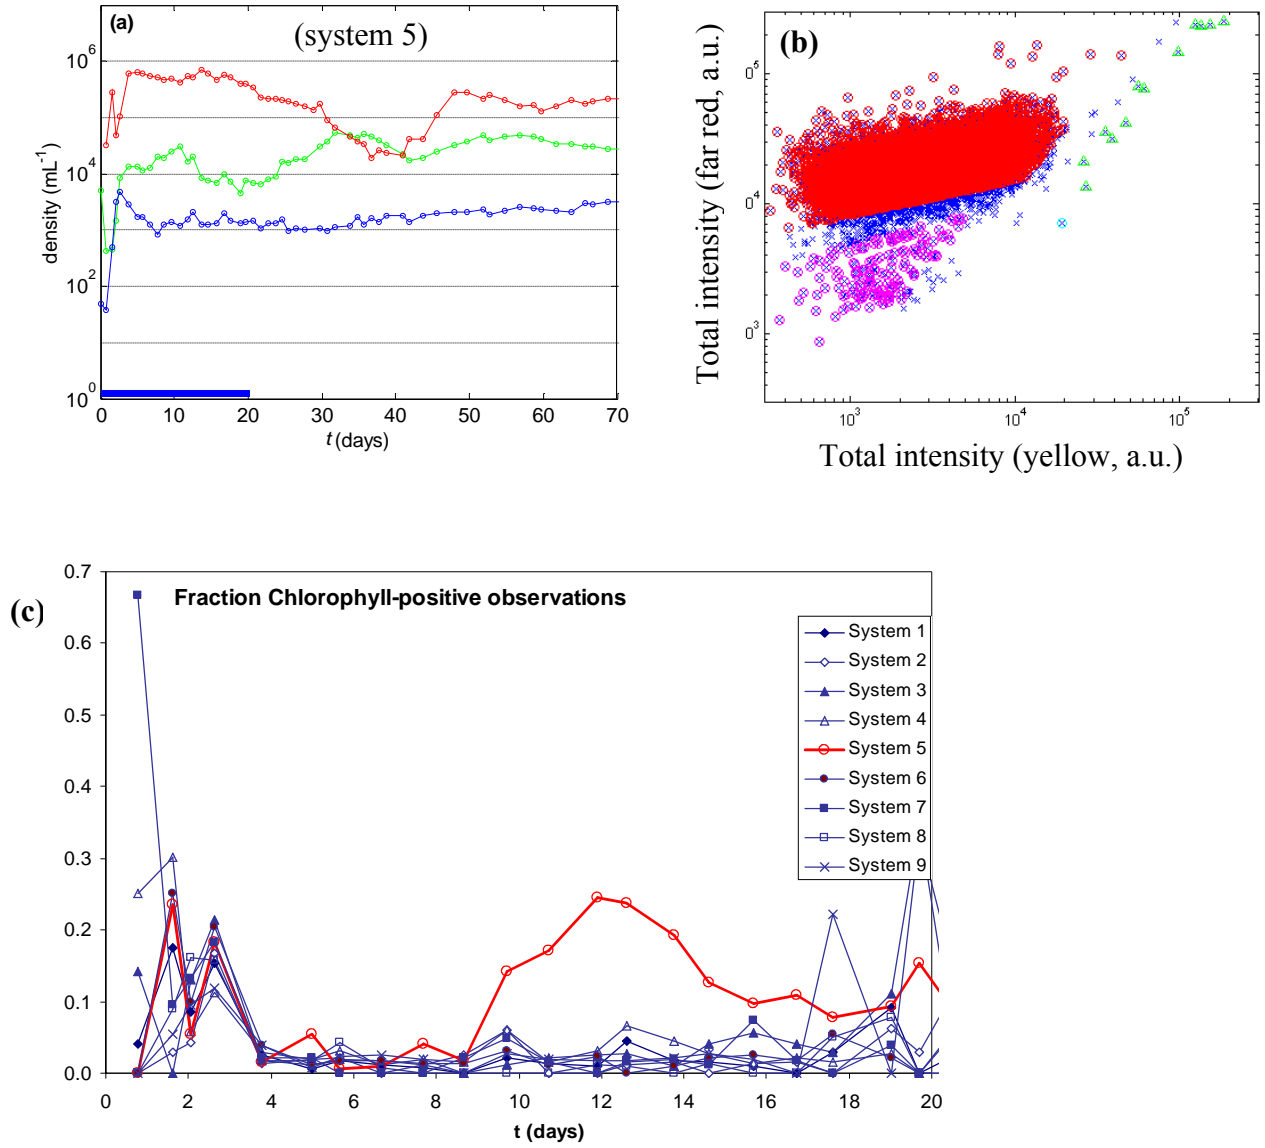 (a)
(system 5)
10^6
10^4
10^2
10^0
density (mL^-1)
0 10 20 30 40 50 60 70
t (days)
(b)
0^5
0^4
0^3
Total intensity (far red, a.u.)
10^3 10^4 10^5
Total intensity (yellow, a.u.)
(c)
Fraction Chlorophyll-positive observations
0.7
0.6
0.5
0.4
0.3
0.2
0.1
0.0
System 1
System 2
System 3
System 4
System 5
System 6
System 7
System 8
System 9
0 2 4 6 8 10 12 14 16 18 20
t (days)